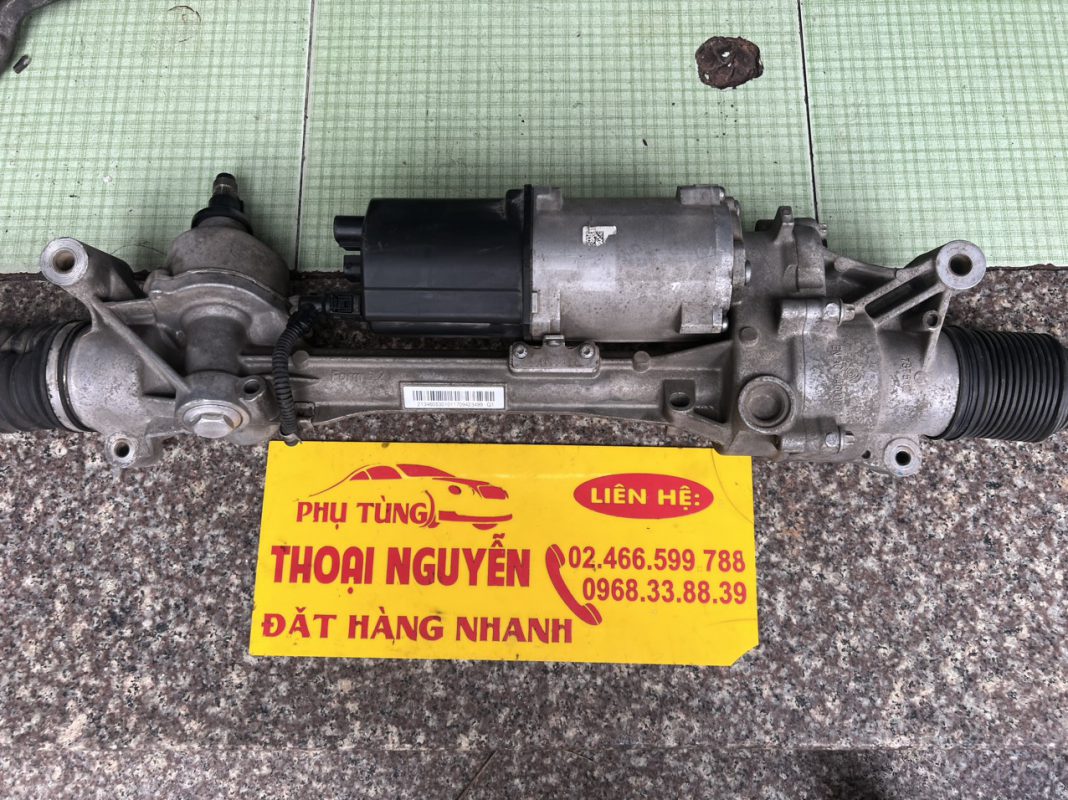 PHỤ TÙNG
THOẠI NGUYỄN
ĐẶT HÀNG NHANH
LIÊN HỆ:
02.466.599 788
0968.33.88.39